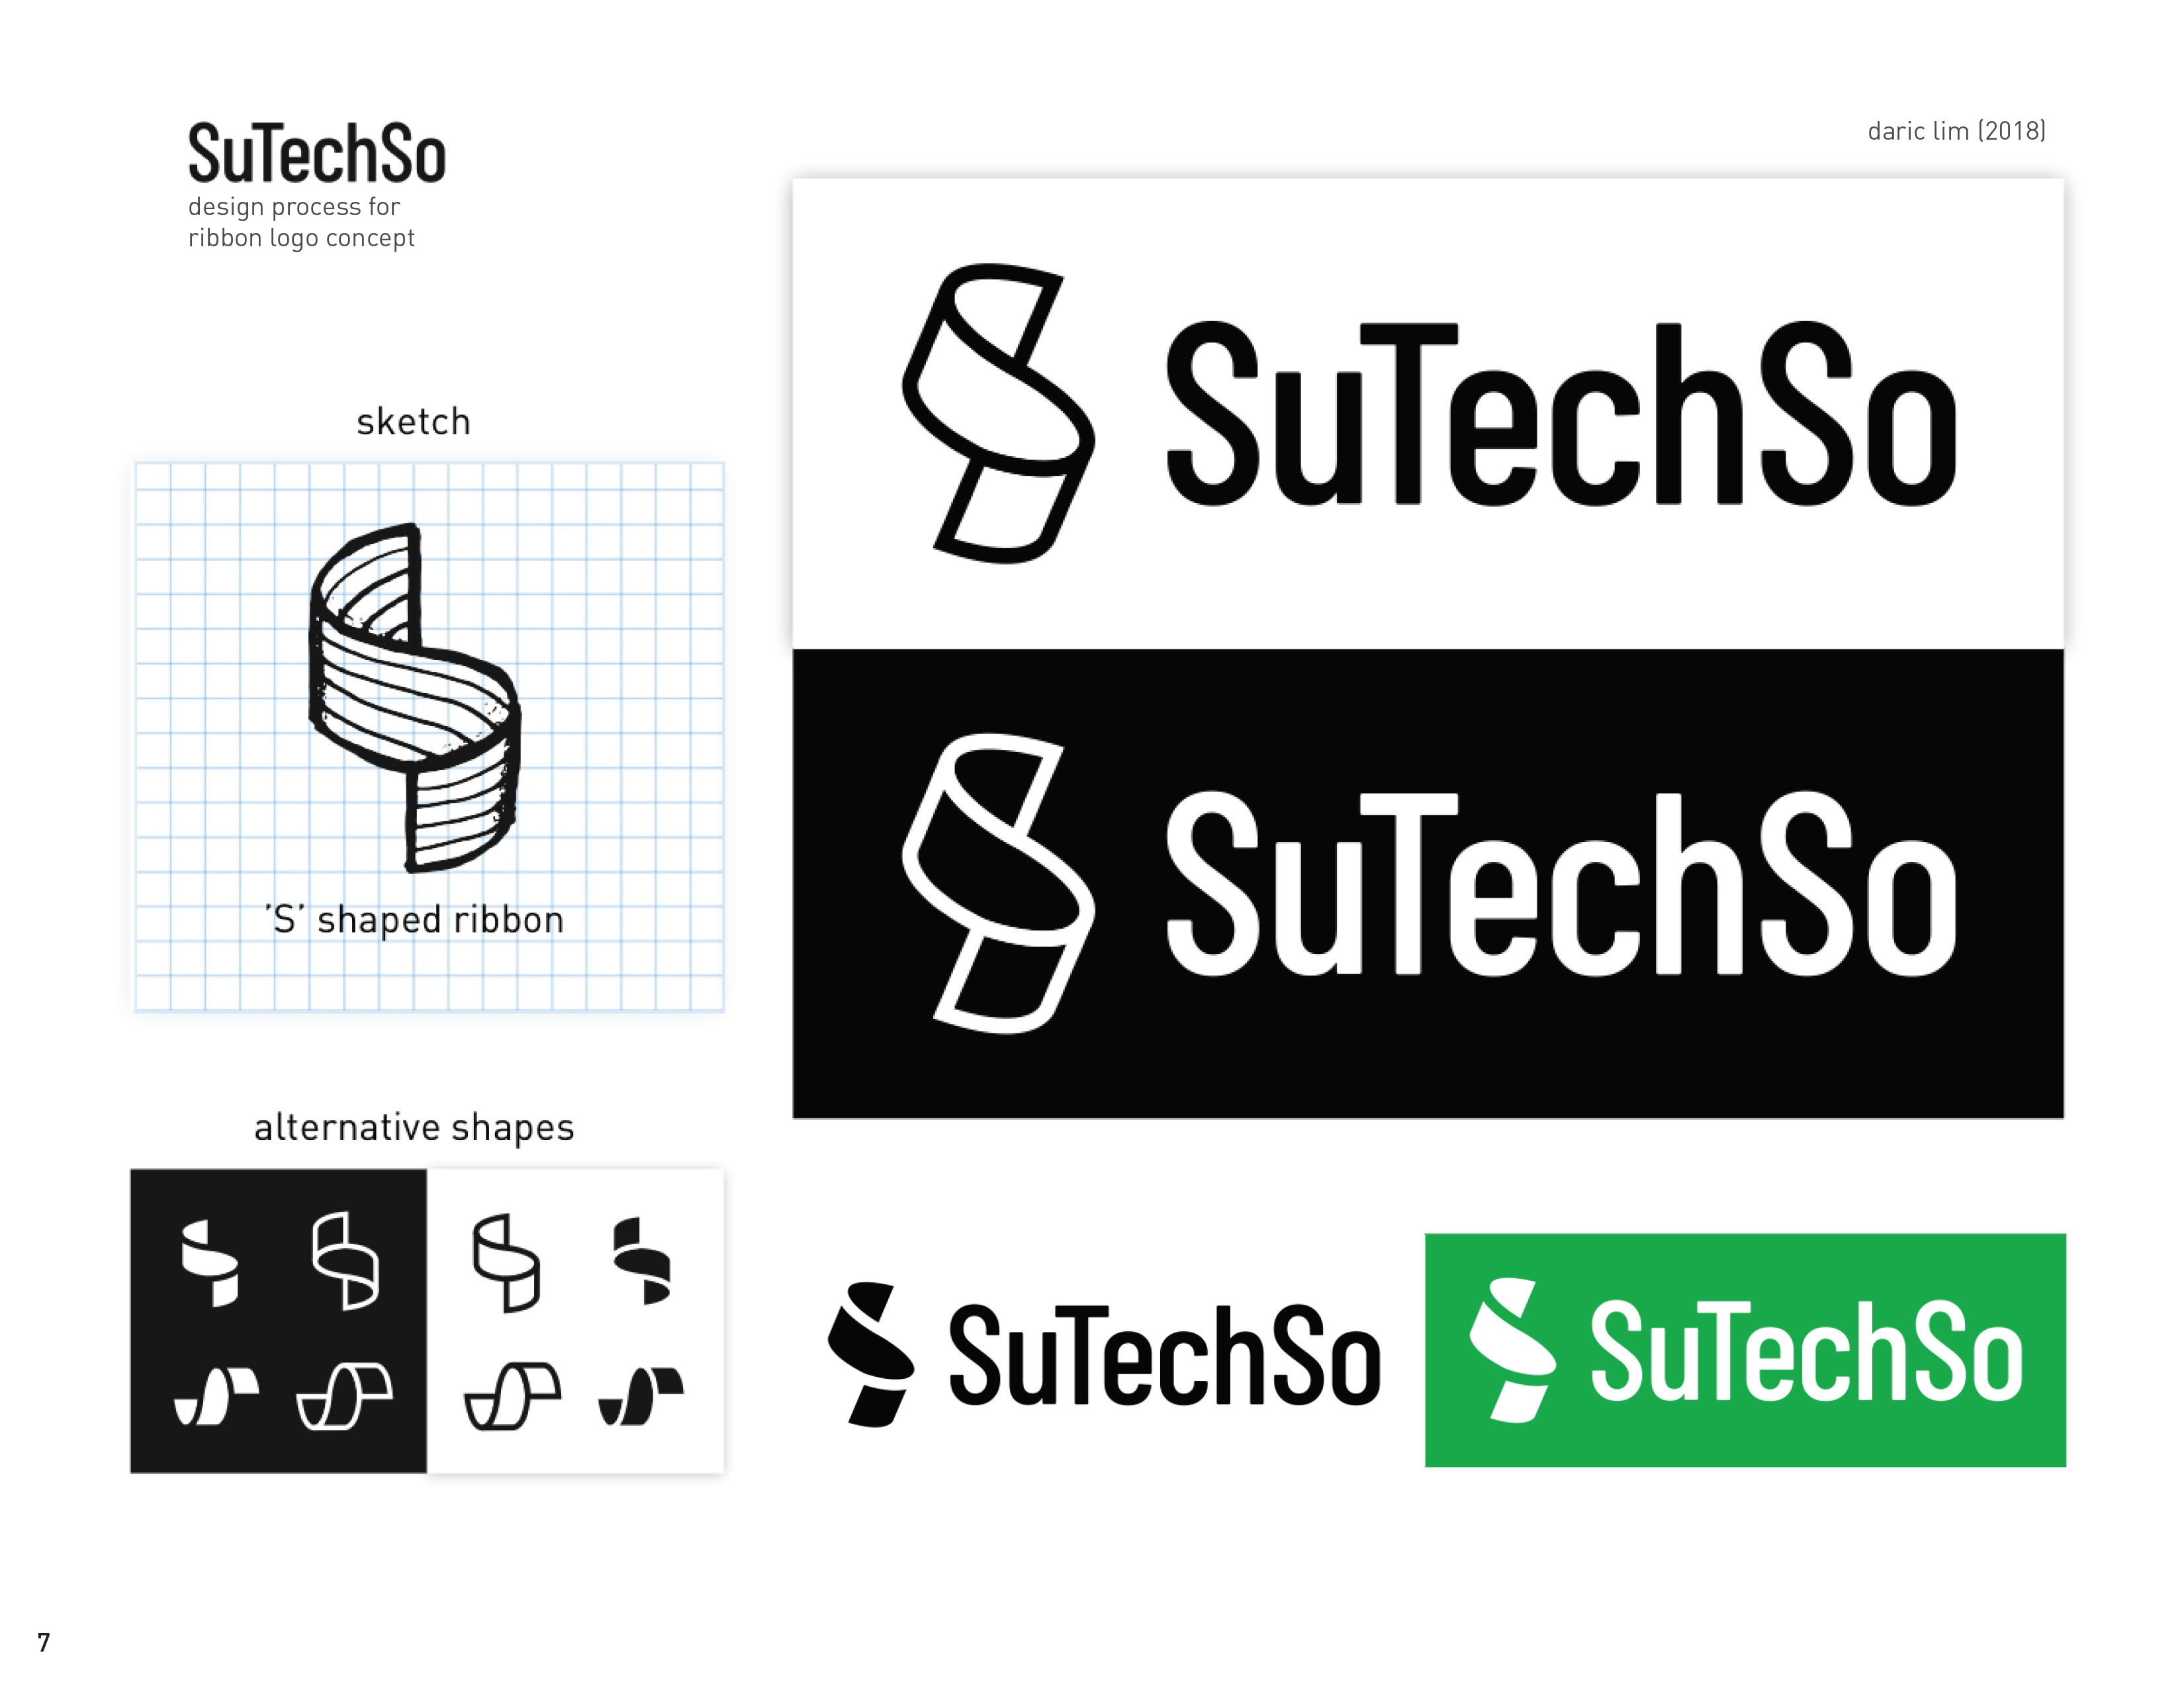 SuTechSo
design process for
ribbon logo concept
daric lim (2018)
sketch
'S' shaped ribbon
alternative shapes
SuTechSo
SuTechSo
SuTechSo
SuTechSo
7